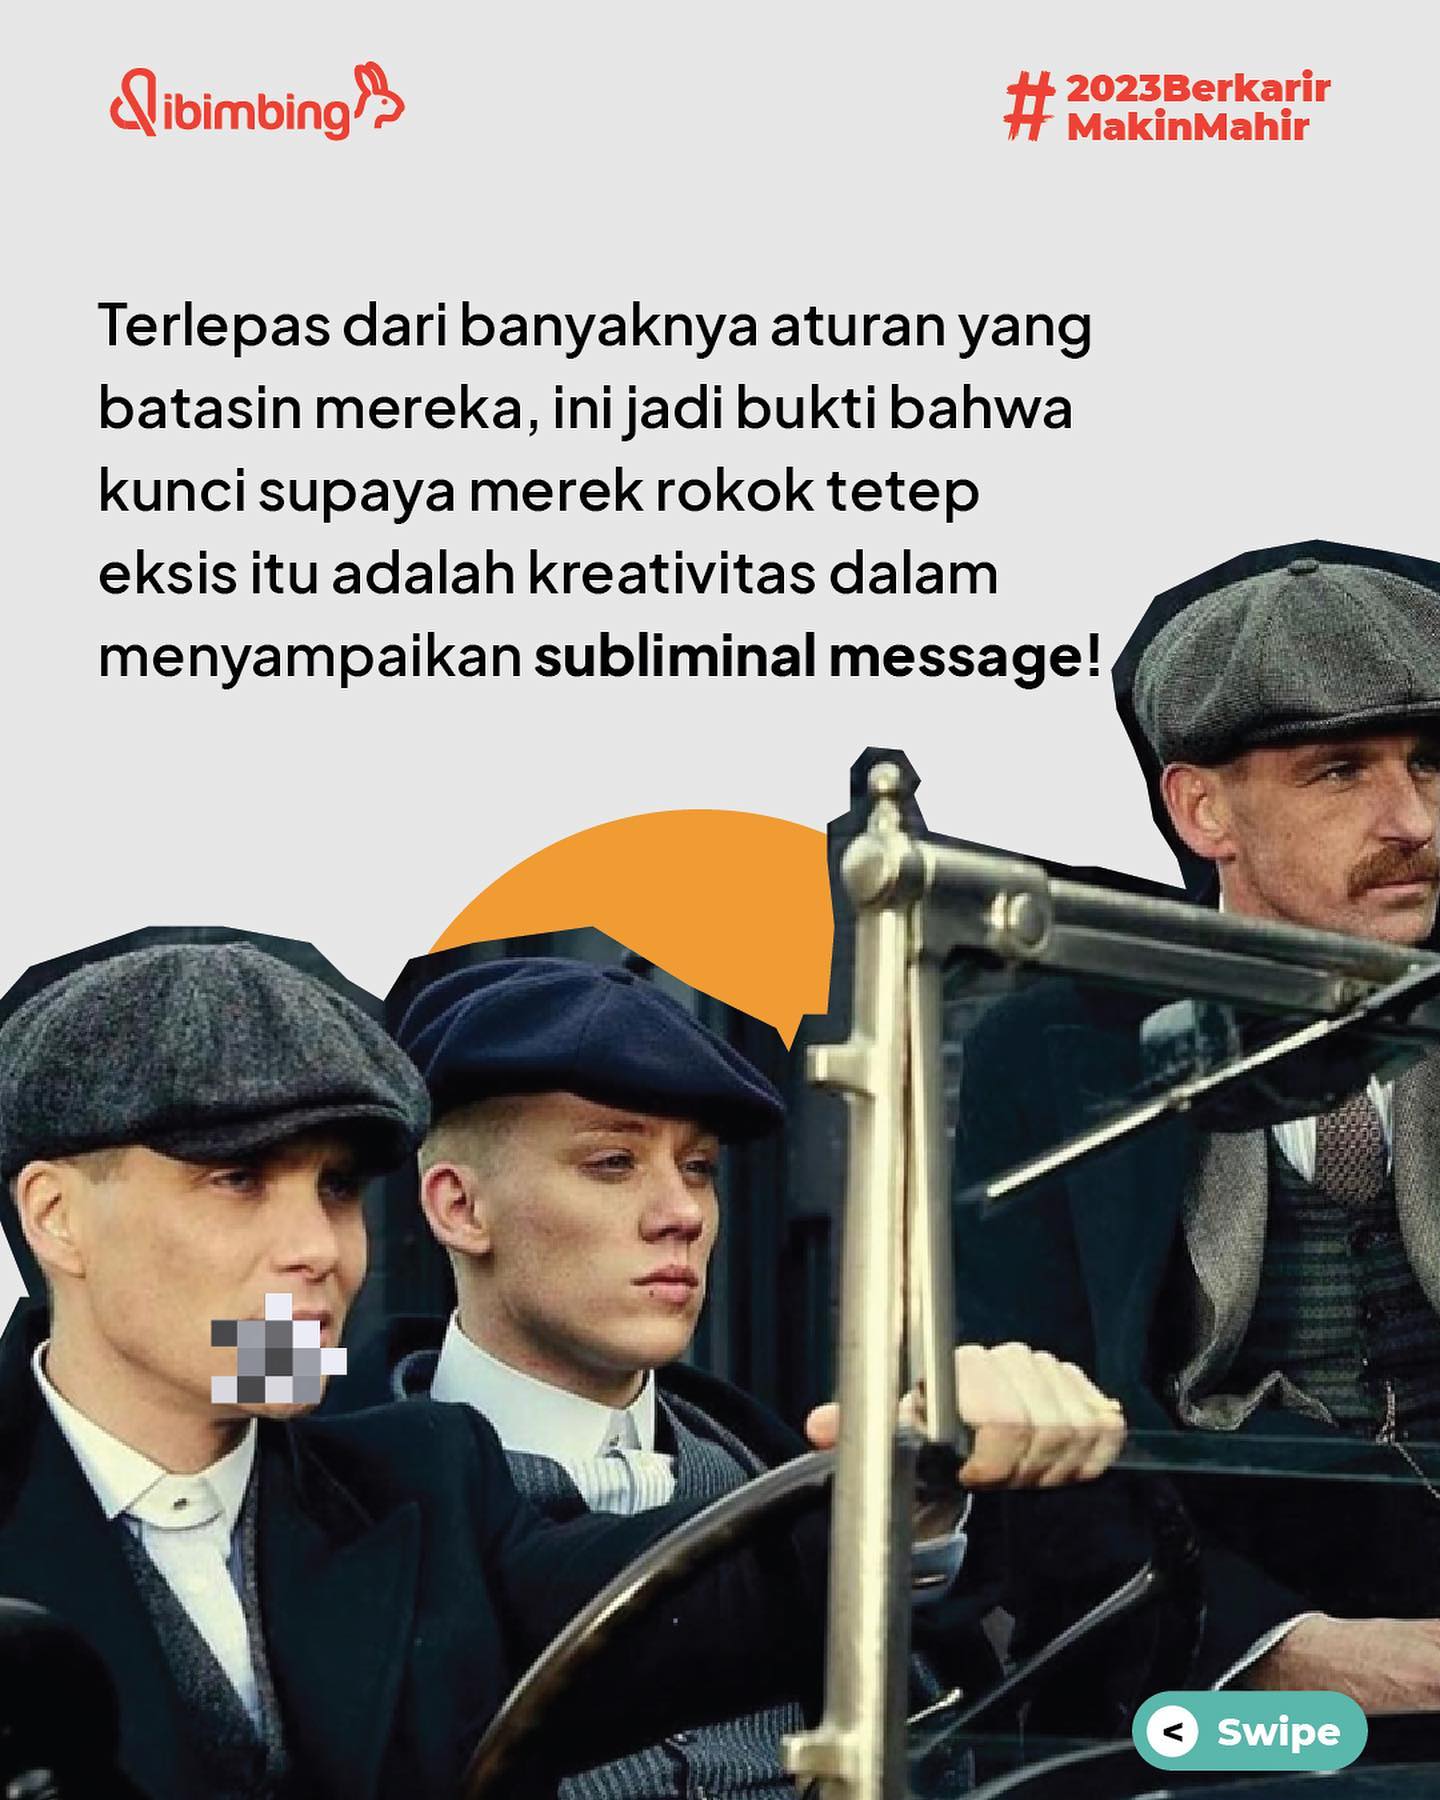 dibimbing
# 2023Berkarir
MakinMahir
Terlepas dari banyaknya aturan yang
batasin mereka, ini jadi bukti bahwa
kunci supaya merek rokok tetep
eksis itu adalah kreativitas dalam
menyampaikan subliminal message!
< Swipe